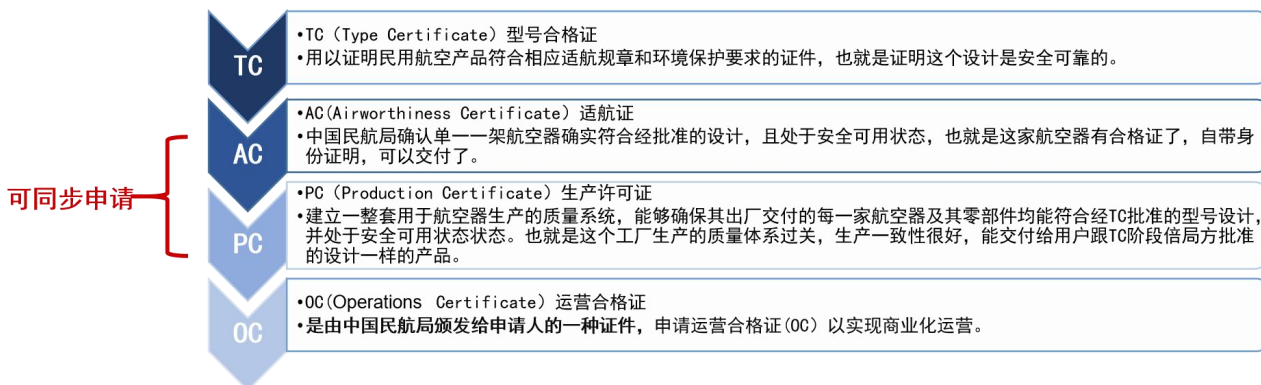 TC
•TC（Type Certificate）型号合格证
•用以证明民用航空产品符合相应适航规章和环境保护要求的证件，也就是证明这个设计是安全可靠的。
可同步申请
AC
•AC(Airworthiness Certificate）适航证
•中国民航局确认单一一架航空器确实符合经批准的设计，且处于安全可用状态，也就是这家航空器有合格证了，自带身
份证明，可以交付了。
PC
•PC（Production Certificate）生产许可证
•建立一整套用于航空器生产的质量系统，能够确保其出厂交付的每一家航空器及其零部件均能符合经TC批准的型号设计，
并处于安全可用状态状态。也就是这个工厂生产的质量体系过关，生产一致性很好，能交付给用户跟TC阶段倍局方批准
的设计一样的产品。
OC
•OC(Operations Certificate）运营合格证
•是由中国民航局颁发给申请人的一种证件，申请运营合格证(OC）以实现商业化运营。